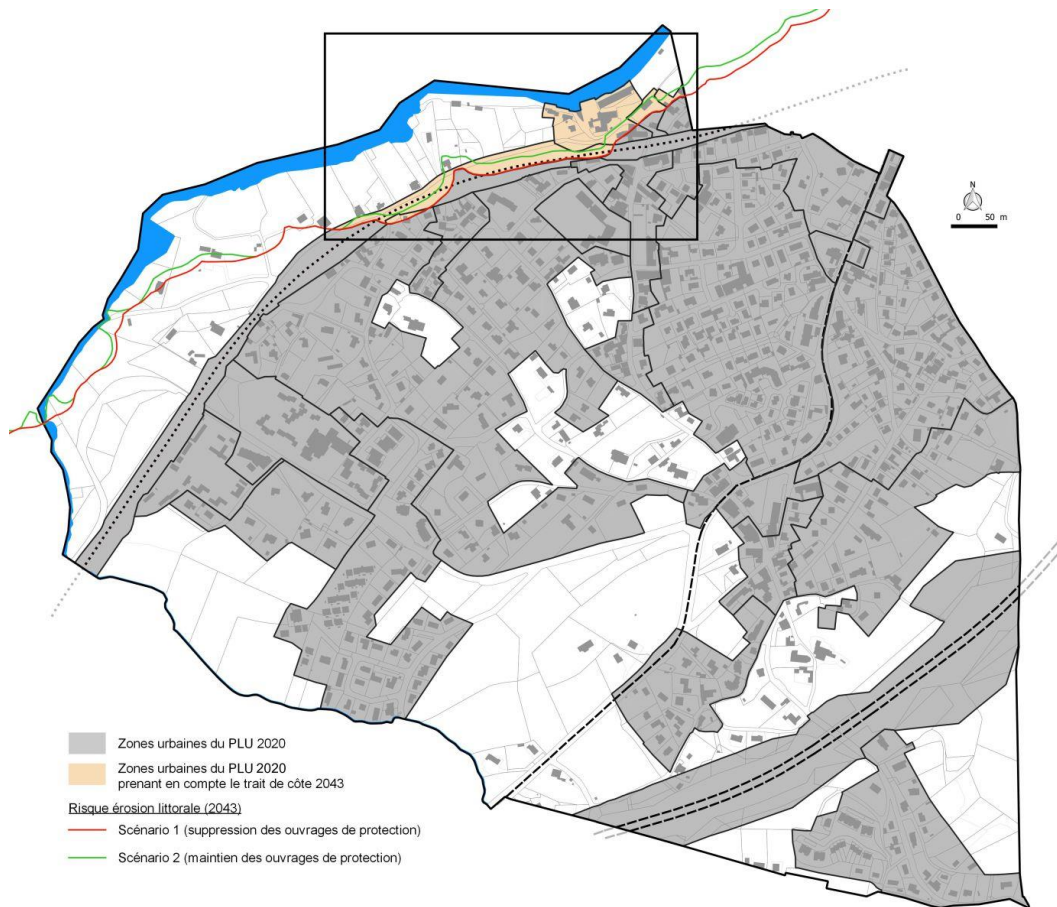 N
0 50 m
Zones urbaines du PLU 2020
Zones urbaines du PLU 2020
prenant en compte le trait de côte 2043
Risque érosion littorale (2043)
Scénario 1 (suppression des ouvrages de protection)
Scénario 2 (maintien des ouvrages de protection)